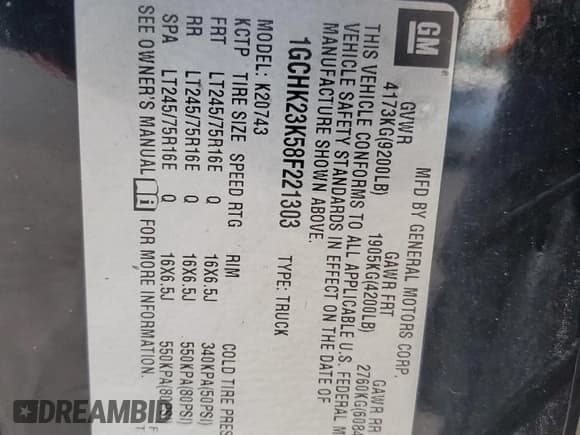 GM
MFD BY GENERAL MOTORS CORP.
GVWR GAWR FRT GAWR RR
4173KG(9200LB) 1905KG(4200LB) 2760KG(6084
THIS VEHICLE CONFORMS TO ALL APPLICABLE U.S. FEDERAL M
VEHICLE SAFETY STANDARDS IN EFFECT ON THE DATE OF
MANUFACTURE SHOWN ABOVE.
1GCHK23K58F221303 TYPE: TRUCK
MODEL: K20743
KCTP TIRE SIZE SPEED RTG RIM COLD TIRE PRES
FRT LT245/75R16E Q 16X6.5J 340KPA(50PSI)
RR LT245/75R16E Q 16X6.5J 550KPA(80PSI)
SPA LT245/75R16E Q 16X6.5J 550KPA(80PSI
SEE OWNER'S MANUAL i FOR MORE INFORMATION.
DREAMBID